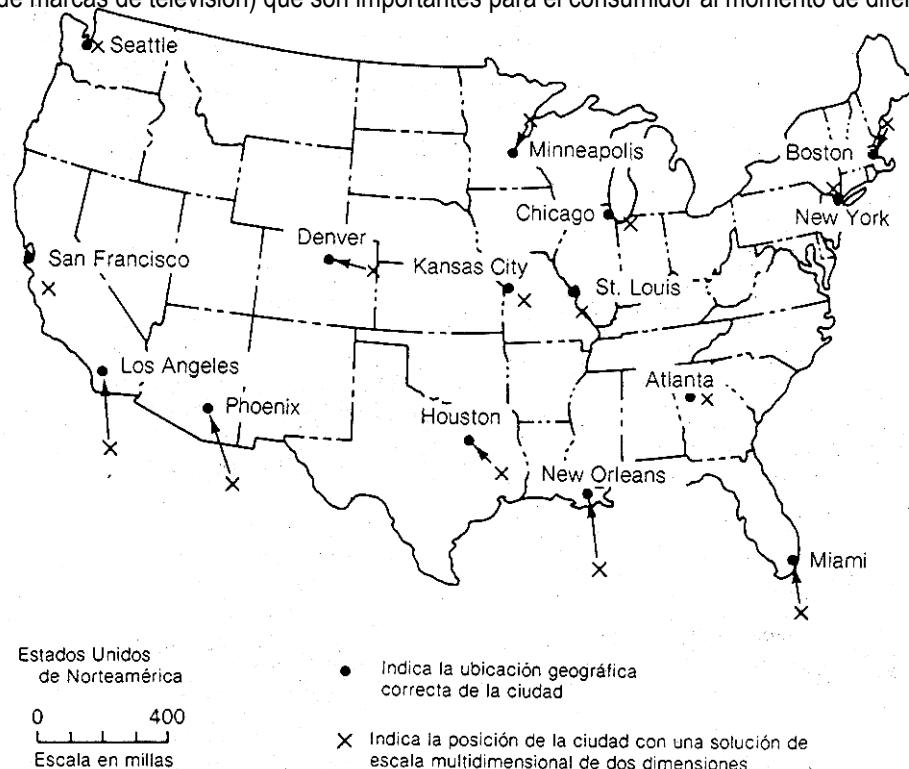 de marcas de televisión) que son importantes para el consumidor al momento de
Seattle
Minneapolis
Boston
Chicago
New York
Denver
San Francisco
Kansas City
St. Louis
Los Angeles
Atlanta
Phoenix
Houston
New Orleans
Miami
Estados Unidos
de Norteamérica
0 400
Escala en millas
Indica la ubicación geográfica
correcta de la ciudad
Indica la posición de la ciudad con una solución de
escala multidimensional de dos dimensiones